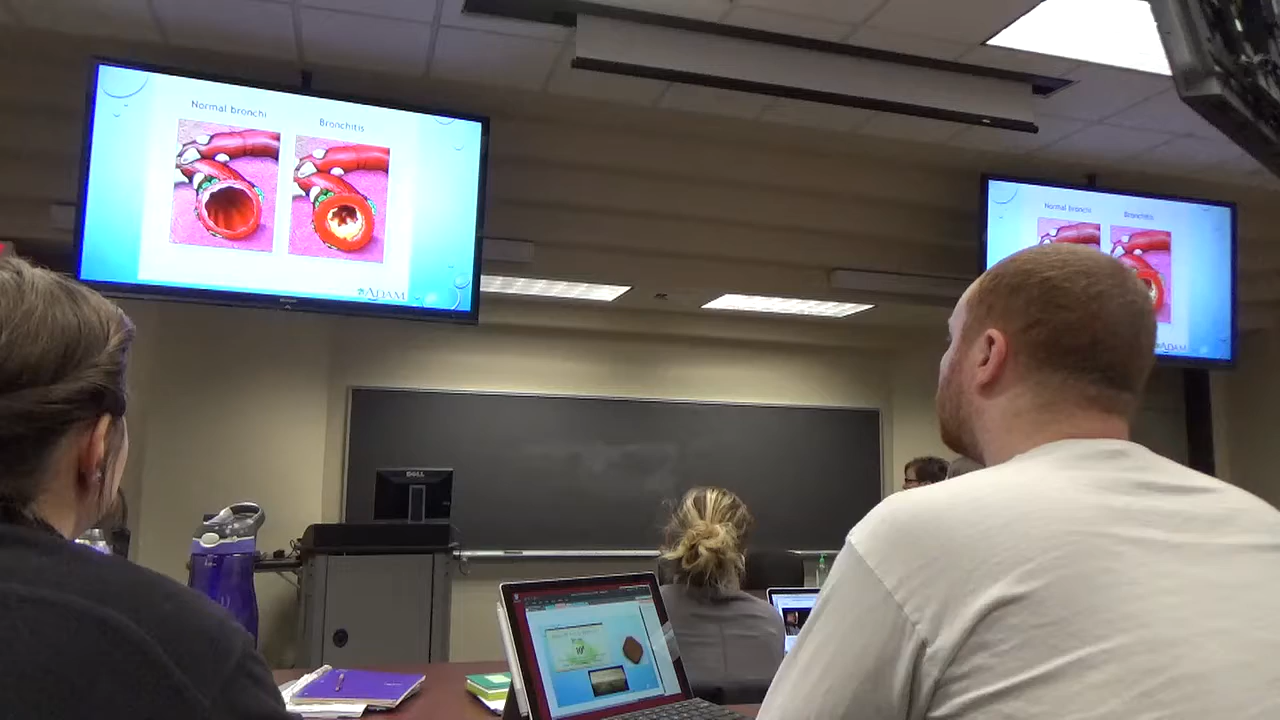 Normal bronchi
Bronchitis
ADAM
Normal bronchi
Bronchitis
ADAM
DELL